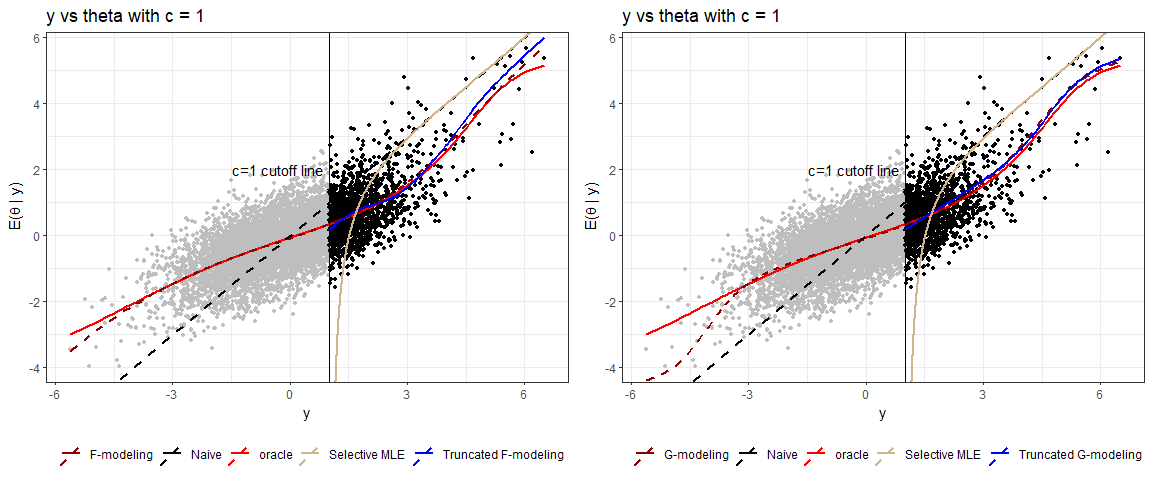 y vs theta with c = 1
6
4
2
0
-2
-4
E(θ | y)
c=1 cutoff line
-6
-3
0
3
6
y
F-modeling
Naive
oracle
Selective MLE
Truncated F-modeling
y vs theta with c = 1
6
4
2
0
-2
-4
E(θ | y)
c=1 cutoff line
-6
-3
0
3
6
y
G-modeling
Naive
oracle
Selective MLE
Truncated G-modeling